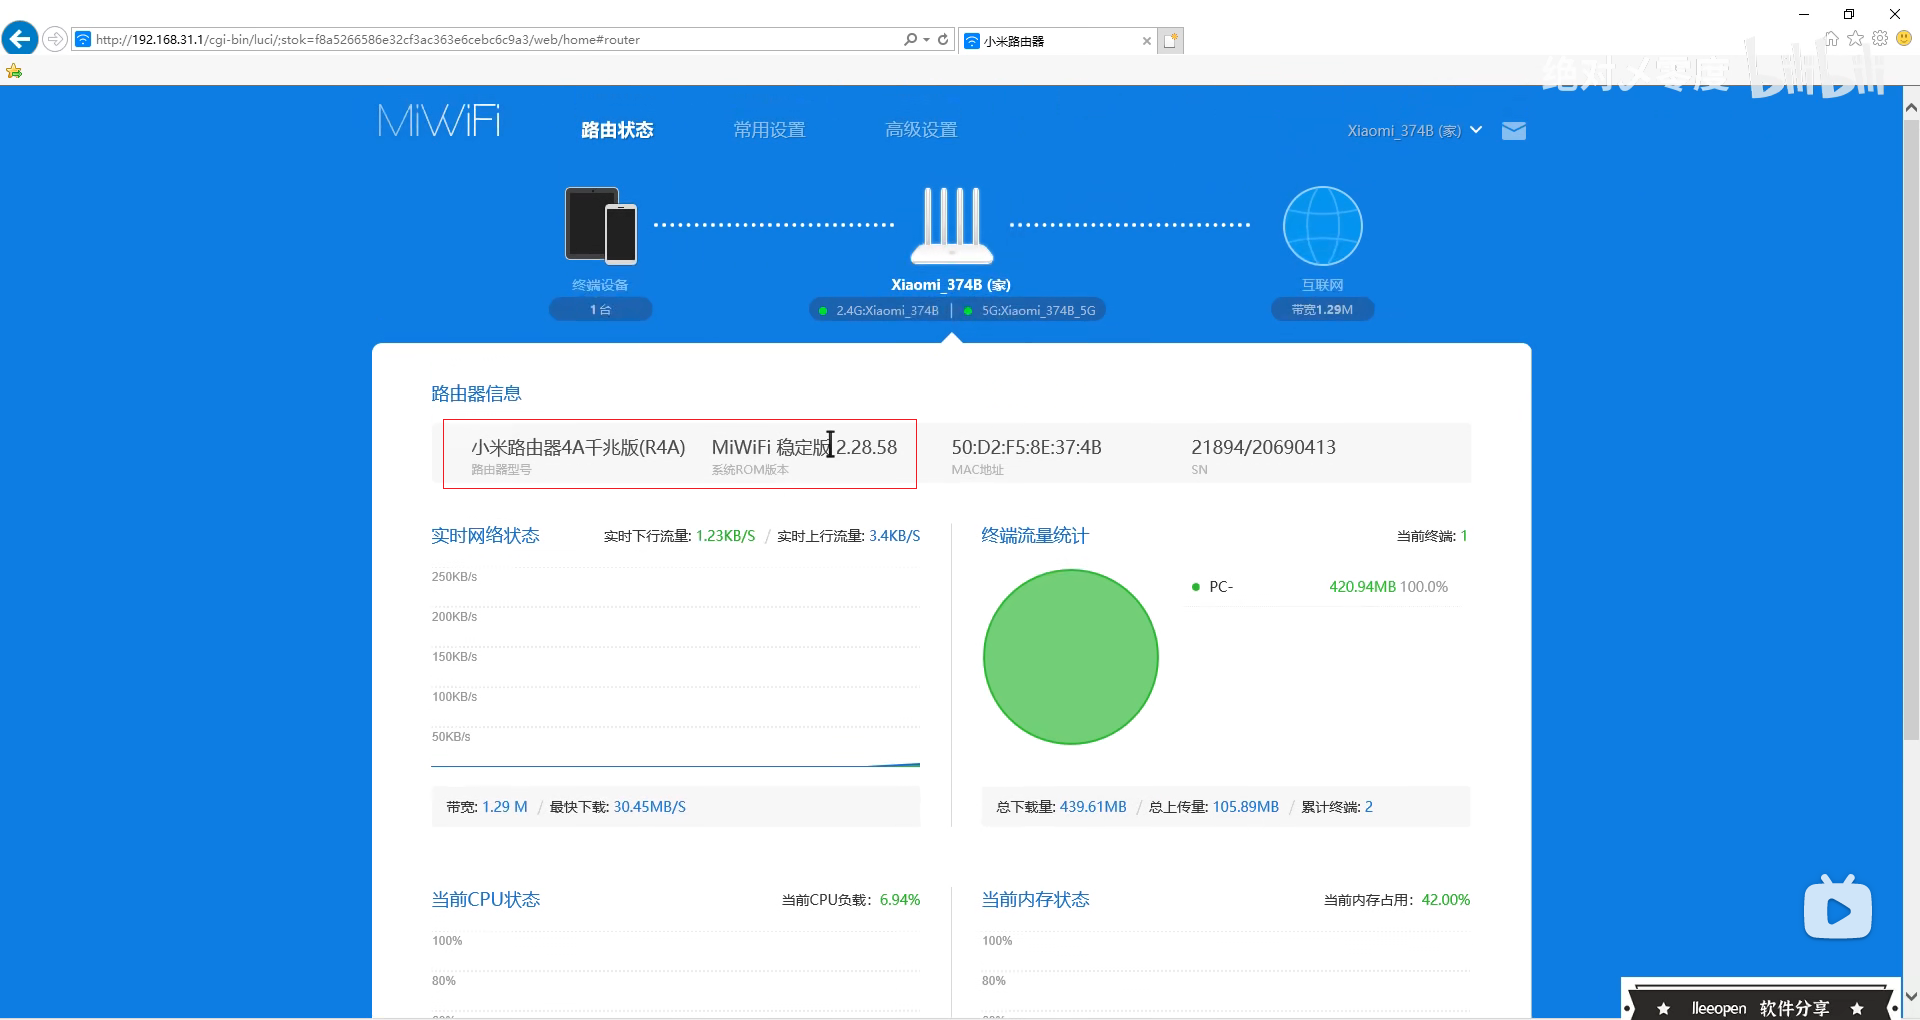 http://192.168.31.1/cgi-bin/luci/;stok=f8a5266586e32cf3ac363e6cebc6c9a3/web/home#router
小米路由器
绝对乄零度 bilibili
MiWiFi 路由状态 常用设置 高级设置 Xiaomi_374B (家)
终端设备 Xiaomi_374B (家) 互联网
1 台 2.4G:Xiaomi_374B | 5G:Xiaomi_374B_5G 带宽1.29M
路由器信息
小米路由器4A千兆版(R4A) MiWiFi 稳定版 2.28.58 50:D2:F5:8E:37:4B 21894/20690413
路由器型号 系统ROM版本 MAC地址 SN
实时网络状态 实时下行流量: 1.23KB/S / 实时上行流量: 3.4KB/S
250KB/s
200KB/s
150KB/s
100KB/s
50KB/s
带宽: 1.29 M / 最快下载: 30.45MB/S
终端流量统计 当前终端: 1
PC- 420.94MB 100.0%
总下载量: 439.61MB / 总上传量: 105.89MB / 累计终端: 2
当前CPU状态 当前CPU负载: 6.94%
100%
80%
当前内存状态 当前内存占用: 42.00%
100%
80%
lleeopen 软件分享